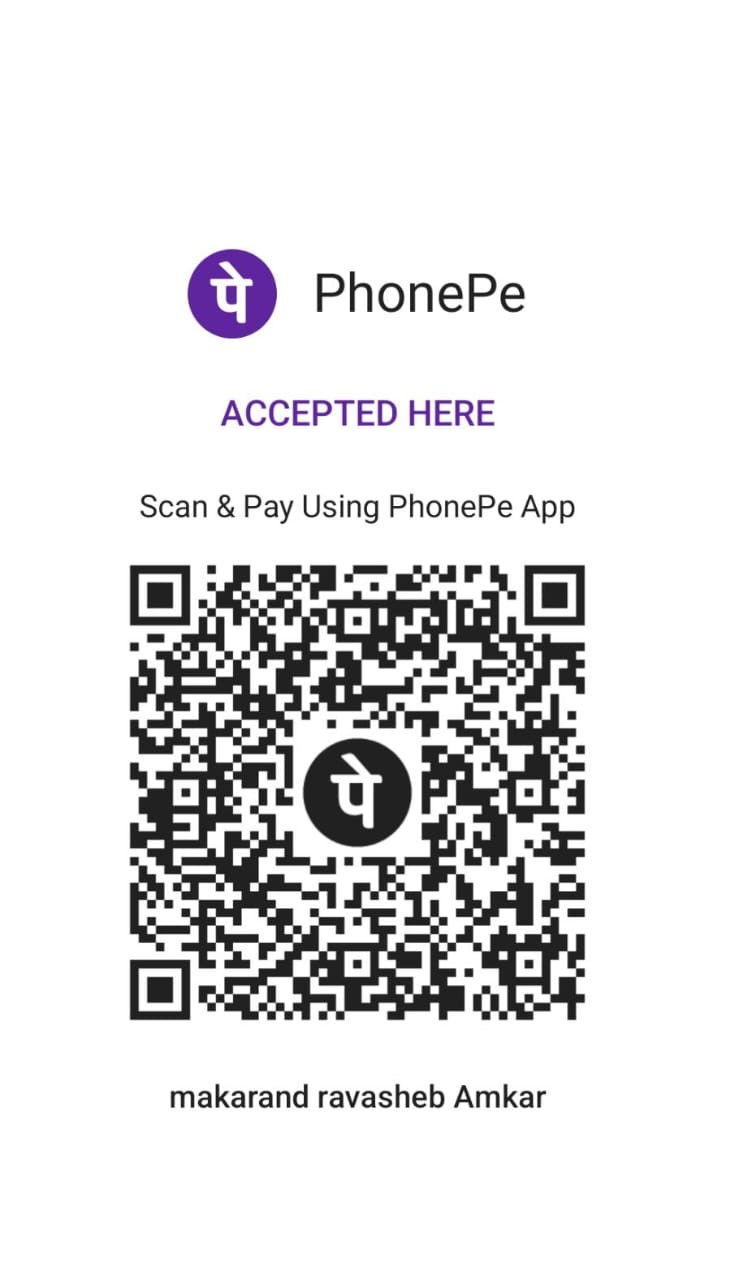 पे PhonePe
ACCEPTED HERE
Scan & Pay Using PhonePe App
पे
makarand ravasheb Amkar